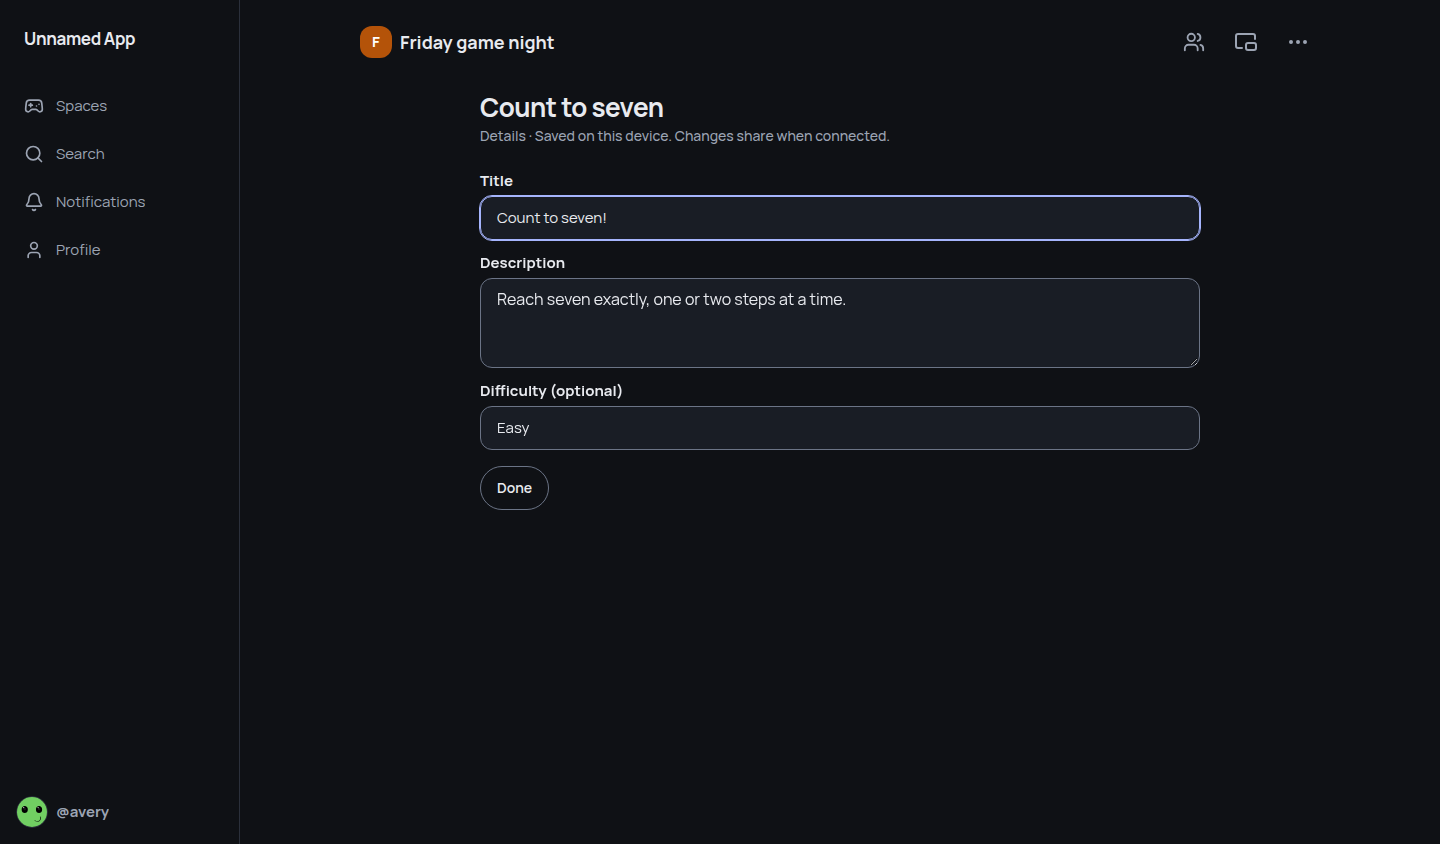 Unnamed App
Spaces
Search
Notifications
Profile
@avery
F
Friday game night
Count to seven
Details · Saved on this device. Changes share when connected.
Title
Count to seven!
Description
Reach seven exactly, one or two steps at a time.
Difficulty (optional)
Easy
Done